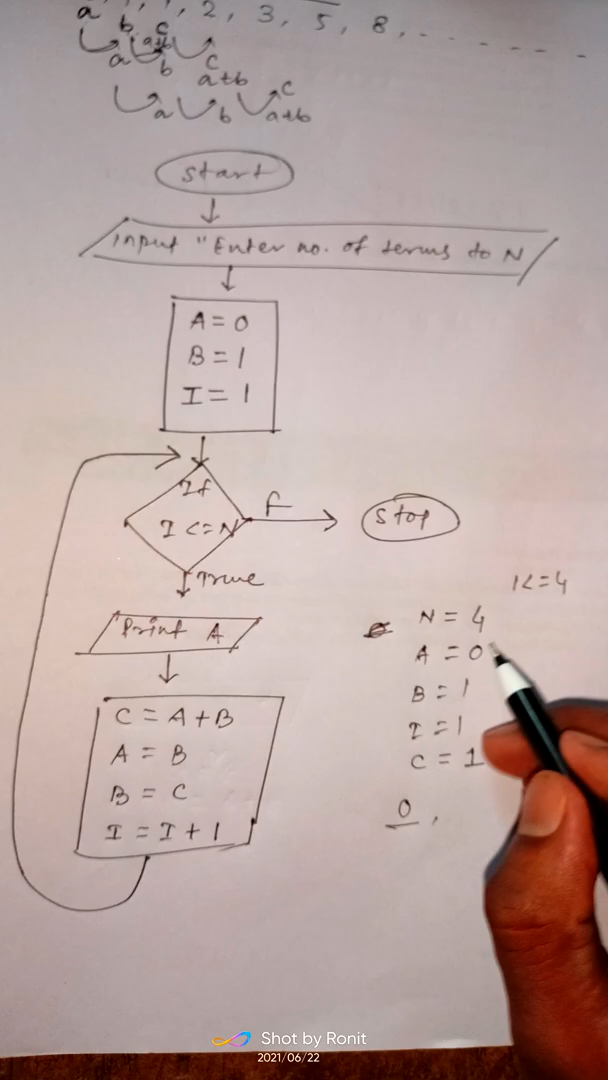 2, 3, 5, 8, - - - - - -
a b c
a b c
a+b
a b c
a+b
start
input "Enter no. of terms to N
A = 0
B = 1
I = 1
If
I <= N
F
Stop
True
1<=4
Print A
N = 4
A = 0
B = 1
I = 1
C = 1
0,
C = A + B
A = B
B = C
I = I + 1
Shot by Ronit
2021/06/22